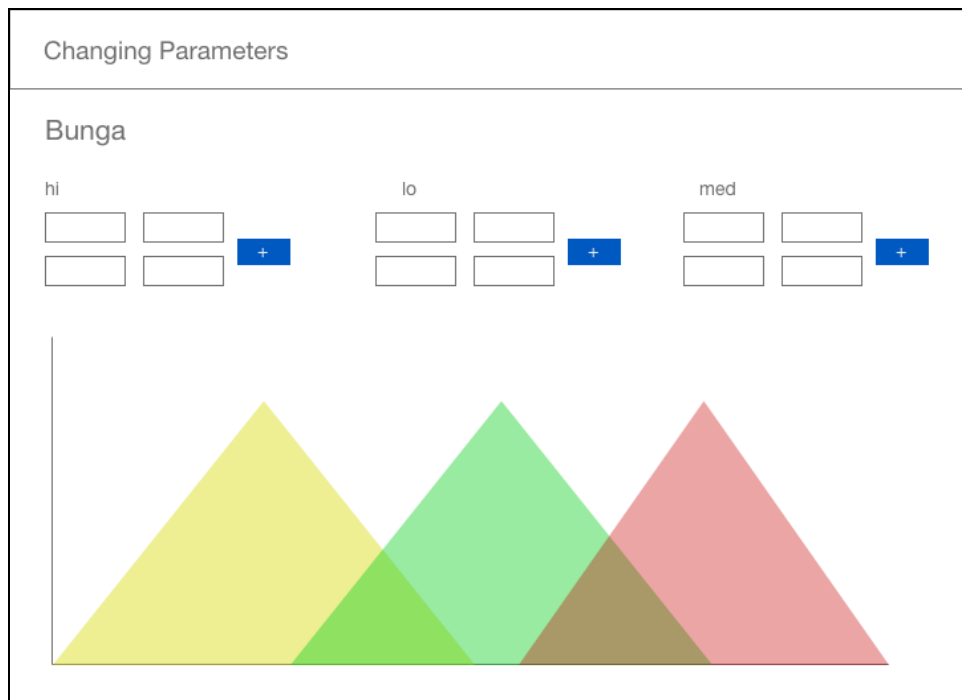 Changing Parameters
Bunga
hi lo med
+ + +